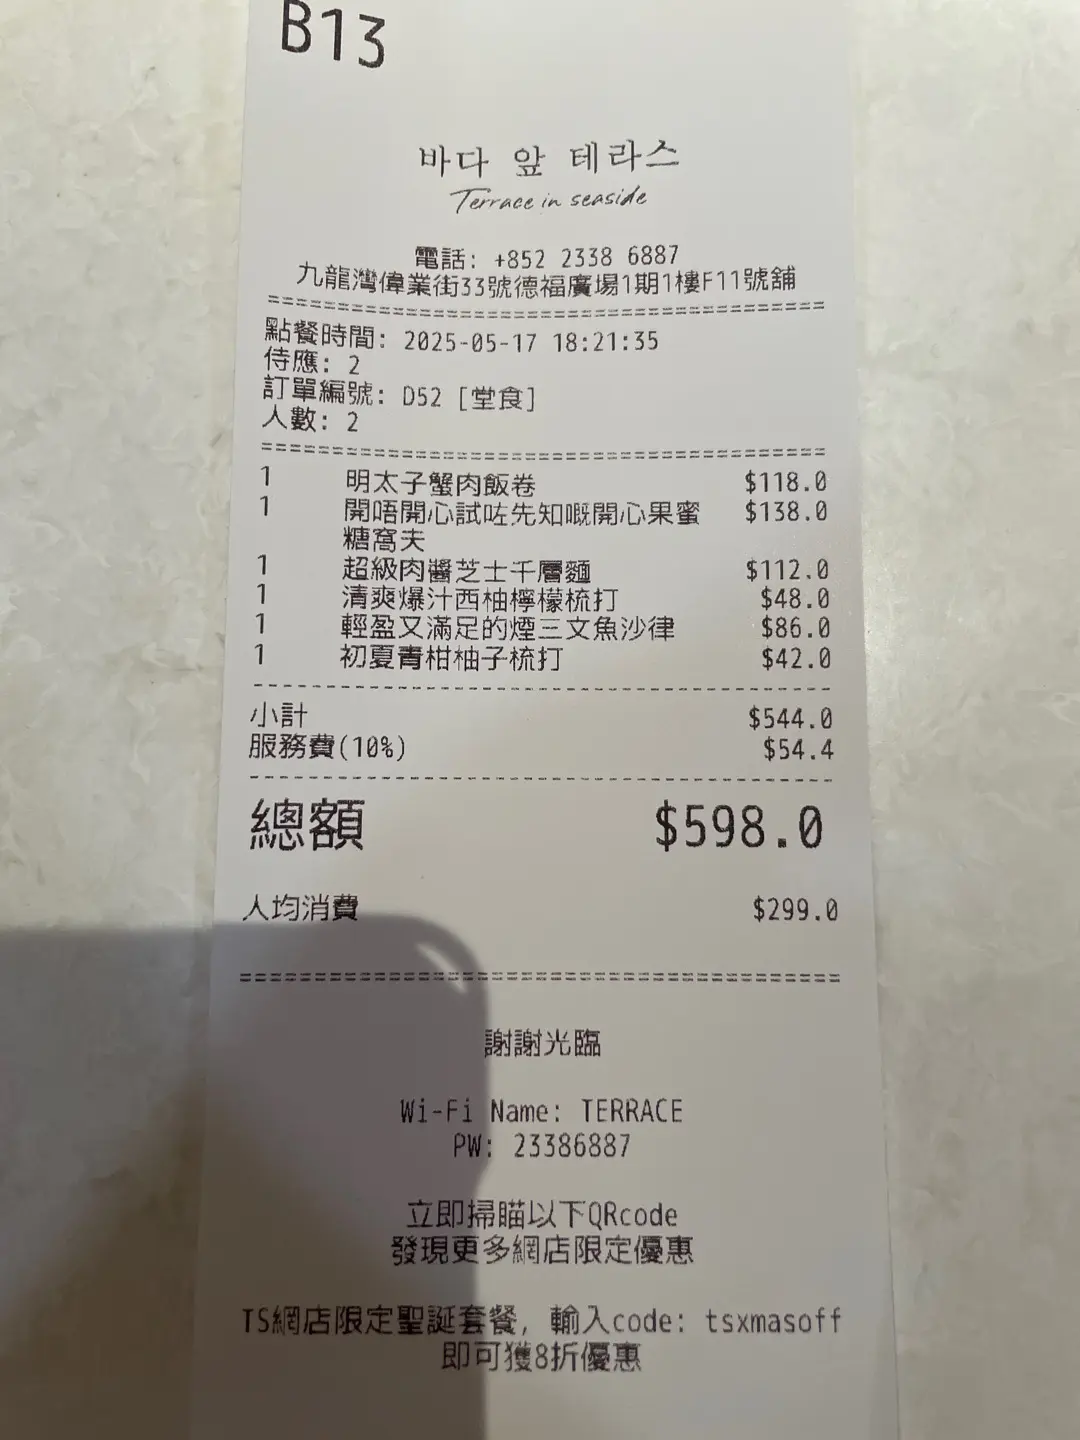 B13
바다 앞 테라스
Terrace in seaside
電話: +852 2338 6887
九龍灣偉業街33號德福廣場1期1樓F11號舖
==========================================
點餐時間: 2025-05-17 18:21:35
侍應: 2
訂單編號: D52 [堂食]
人數: 2
==========================================
1 明太子蟹肉飯卷 $118.0
1 開唔開心試咗先知嘅開心果蜜 $138.0
糖窩夫
1 超級肉醬芝士千層麵 $112.0
1 清爽爆汁西柚檸檬梳打 $48.0
1 輕盈又滿足的煙三文魚沙律 $86.0
1 初夏青柑柚子梳打 $42.0
------------------------------------------
小計 $544.0
服務費(10%) $54.4
------------------------------------------
總額 $598.0
人均消費 $299.0
==========================================
謝謝光臨
Wi-Fi Name: TERRACE
PW: 23386887
立即掃瞄以下QRcode
發現更多網店限定優惠
TS網店限定聖誕套餐, 輸入code: tsxmasoff
即可獲8折優惠